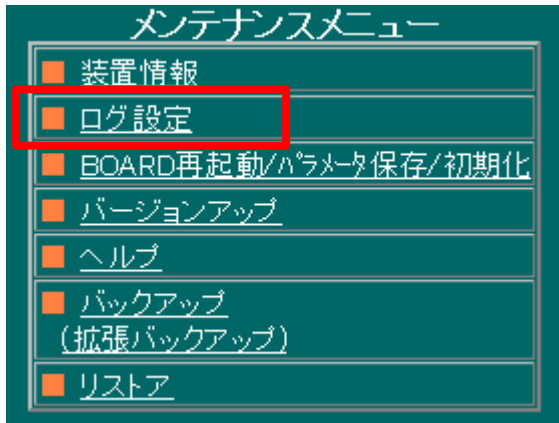 メンテナンスメニュー
装置情報
ログ設定
BOARD再起動/ﾊﾟﾗﾒｰﾀ保存/初期化
バージョンアップ
ヘルプ
バックアップ
(拡張バックアップ)
リストア